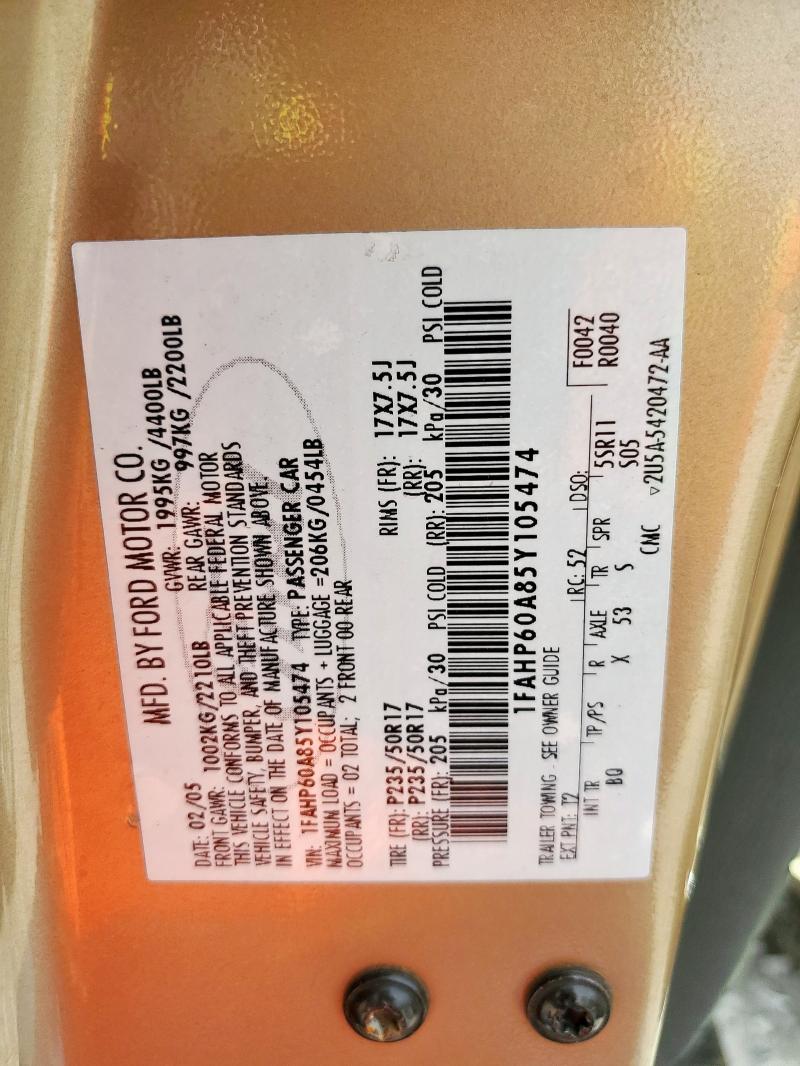 MFD. BY FORD MOTOR CO.
DATE: 02/05 GVWR: 1995KG /4400LB
FRONT GAWR: 1002KG/2210LB REAR GAWR: 997KG /2200LB
THIS VEHICLE CONFORMS TO ALL APPLICABLE FEDERAL MOTOR
VEHICLE SAFETY, BUMPER, AND THEFT PREVENTION STANDARDS
IN EFFECT ON THE DATE OF MANUFACTURE SHOWN ABOVE.
VIN: 1FAHP60A85Y105474 TYPE: PASSENGER CAR
MAXIMUM LOAD = OCCUPANTS + LUGGAGE =206KG/0454LB
OCCUPANTS = 02 TOTAL; 2 FRONT 00 REAR
TIRE (FR): P235/50R17 RIMS (FR): 17X7.5J
(RR): P235/50R17 (RR): 17X7.5J
PRESSURE (FR): 205 kPa/30 PSI COLD (RR): 205 kPa/30 PSI COLD
1FAHP60A85Y105474
TRAILER TOWING - SEE OWNER GUIDE
EXT PNT: T2 RC: 52 DSO: F0042
INT TR TP/PS R AXLE TR SPR R0040
BQ X 53 S 5SR11
S05
CMC v2U5A-5420472-AA